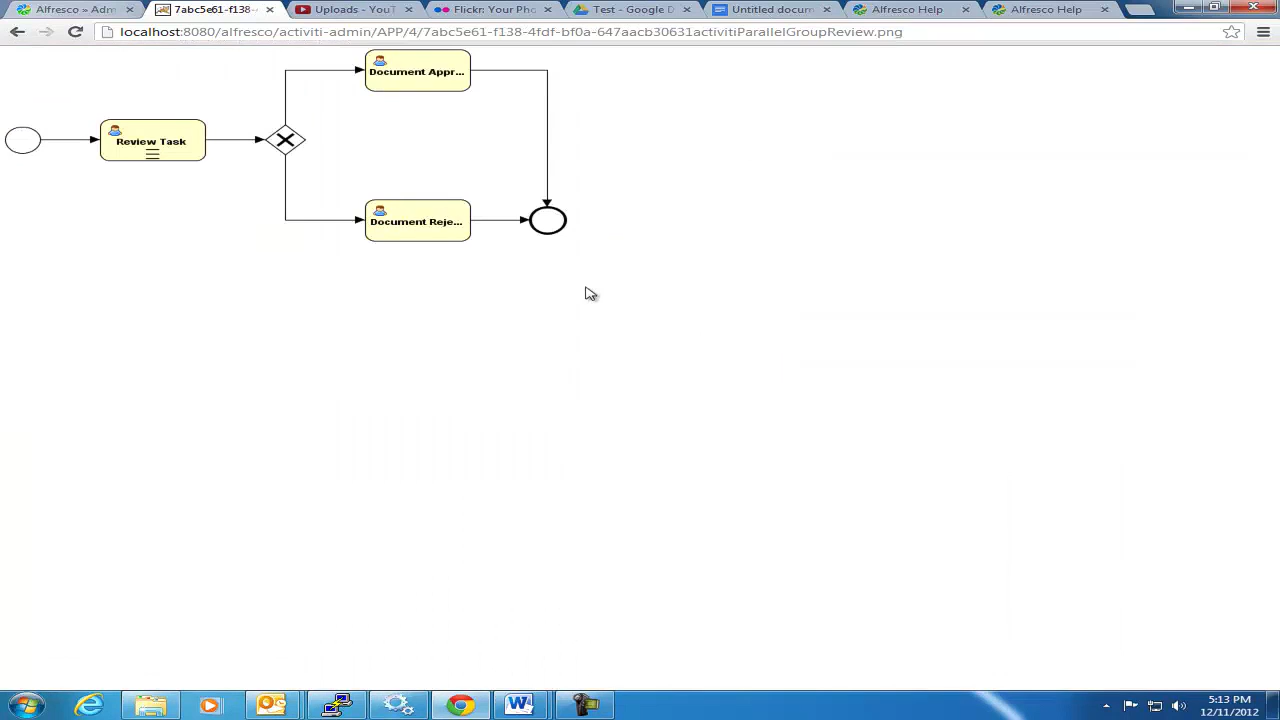 Alfresco » Adm
7abc5e61-f138-
Uploads - YouT
Flickr: Your Pho
Test - Google D
Untitled docum
Alfresco Help
Alfresco Help
localhost:8080/alfresco/activiti-admin/APP/4/7abc5e61-f138-4fdf-9f0a-647aacb30631activitiParallelGroupReview.png
Document Appr...
Review Task
Document Reje...
5:13 PM
12/11/2012